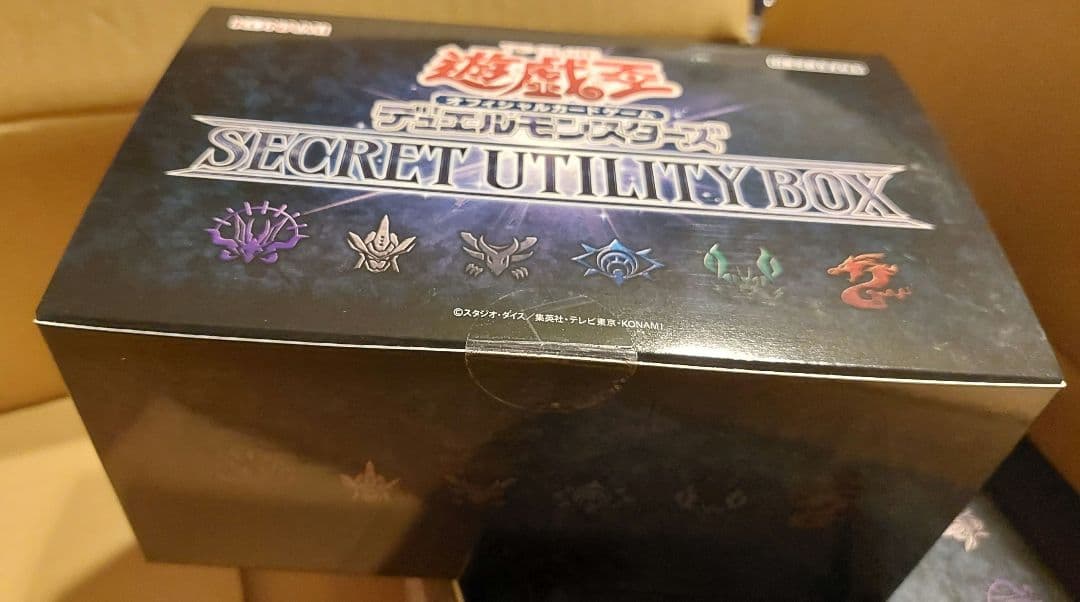 KONAMI
遊戯王
オフィシャルカードゲーム
デュエルモンスターズ
SECRET UTILITY BOX
©スタジオ・ダイス/集英社・テレビ東京・KONAMI